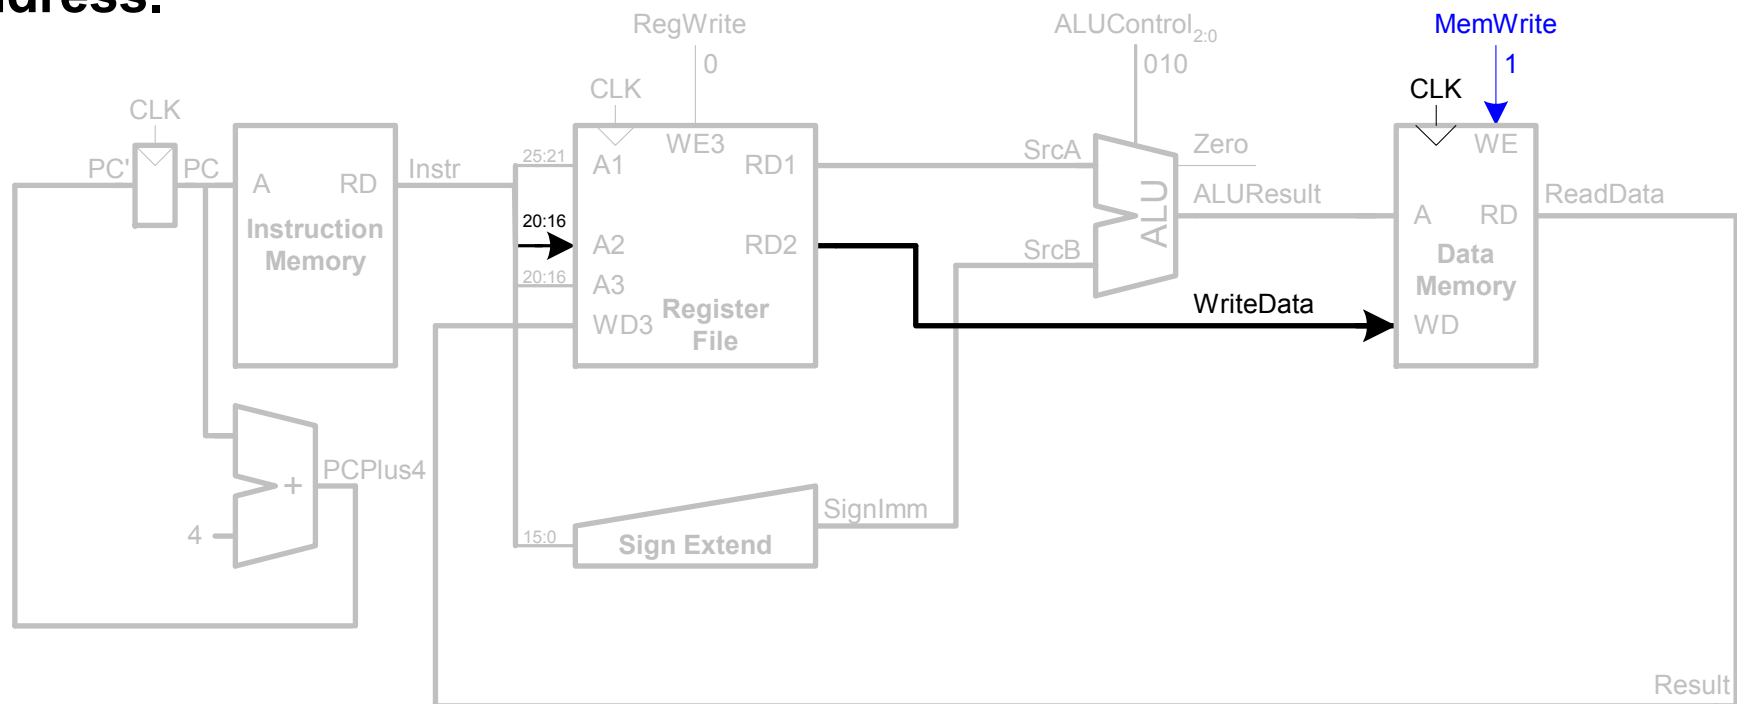 ddress.
RegWrite
ALUControl2:0
MemWrite
0
010
1
CLK
CLK
CLK
PC'
PC
A
RD
Instruction
Memory
Instr
25:21
20:16
20:16
15:0
A1
WE3
RD1
A2
RD2
A3
WD3
Register
File
SrcA
SrcB
ALU
Zero
ALUResult
WriteData
WE
A
RD
Data
Memory
WD
ReadData
4
+
PCPlus4
Sign Extend
SignImm
Result